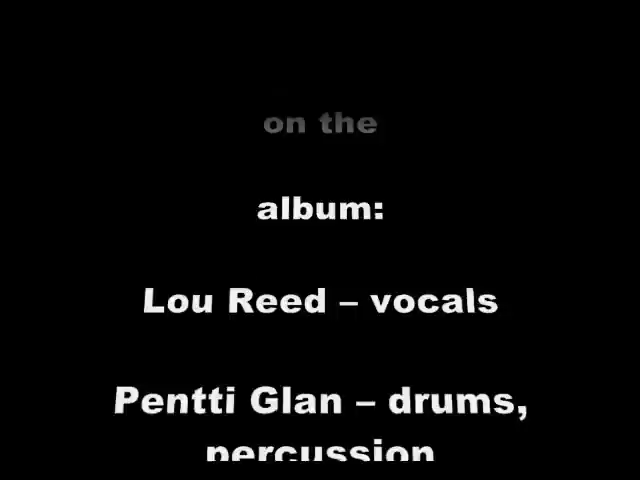 on the
album:
Lou Reed – vocals
Pentti Glan – drums,
percussion